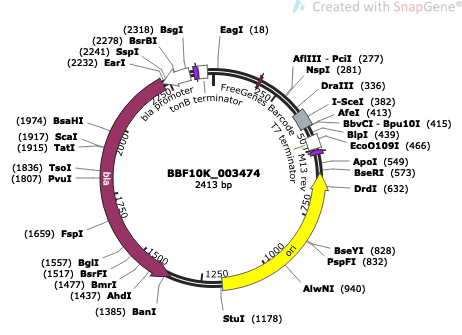 Created with SnapGene®
(2318) BsgI
(2278) BsrBI
(2241) SspI
(2232) EarI
EagI (18)
AflIII - PciI (277)
NspI (281)
DraIII (336)
I-SceI (382)
AfeI (413)
BbvCI - Bpu10I (415)
BlpI (439)
EcoO109I (466)
ApoI (549)
BseRI (573)
DrdI (632)
BseYI (828)
PspFI (832)
AlwNI (940)
StuI (1178)
(1385) BanI
(1437) AhdI
(1477) BmrI
(1517) BsrFI
(1557) BglI
(1659) FspI
(1807) PvuI
(1836) TsoI
(1915) TatI
(1917) ScaI
(1974) BsaHI
bla promoter
tonB terminator
FreeGenes Barcode
T7 terminator
M13 rev
ori
bla
BBF10K_003474
2413 bp
250
750
1000
1250
1500
1750
2000